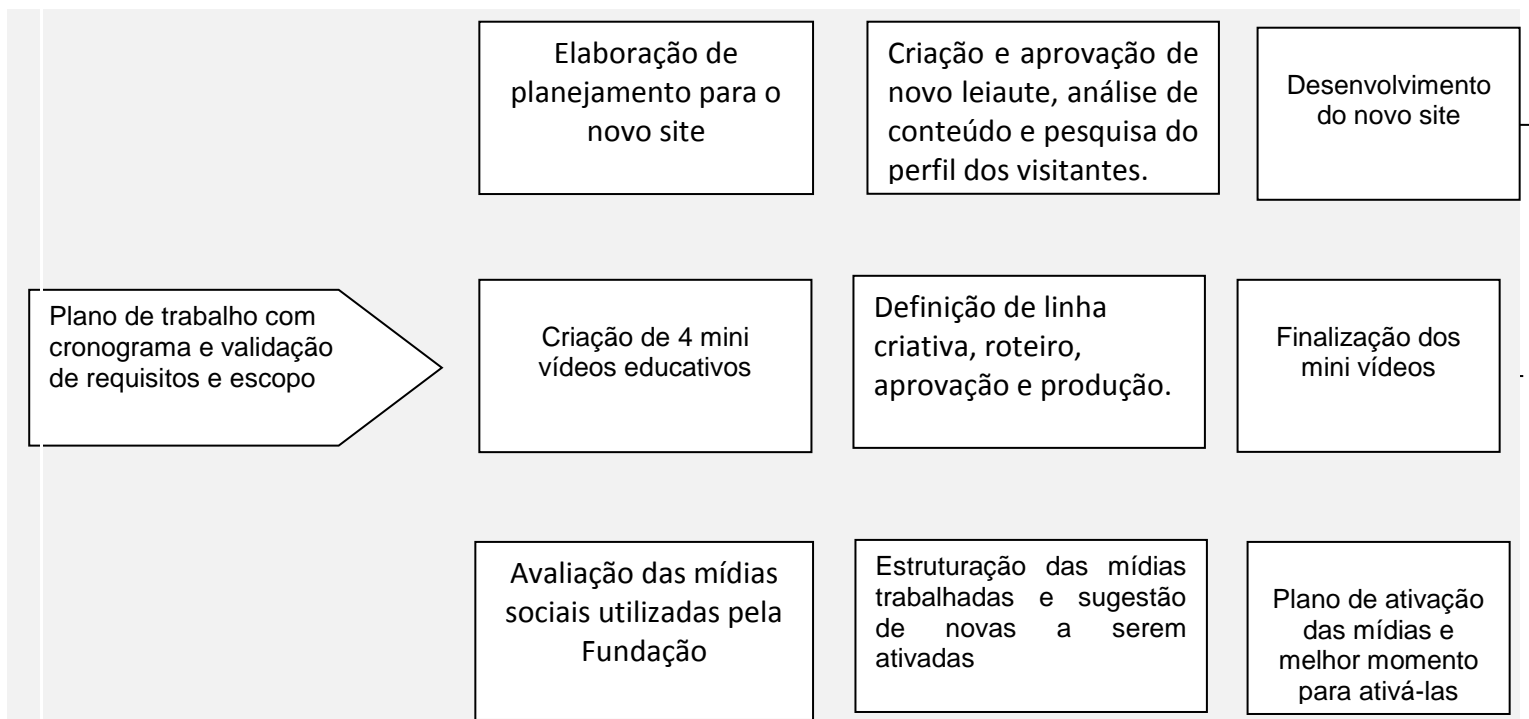 Elaboração de
planejamento para o
novo site
Criação e aprovação de
novo leiaute, análise de
conteúdo e pesquisa do
perfil dos visitantes.
Desenvolvimento
do novo site
Plano de trabalho com
cronograma e validação
de requisitos e escopo
Criação de 4 mini
vídeos educativos
Definição de linha
criativa, roteiro,
aprovação e produção.
Finalização dos
mini vídeos
Avaliação das mídias
sociais utilizadas pela
Fundação
Estruturação das mídias
trabalhadas e sugestão
de novas a serem
ativadas
Plano de ativação
das mídias e
melhor momento
para ativá-las